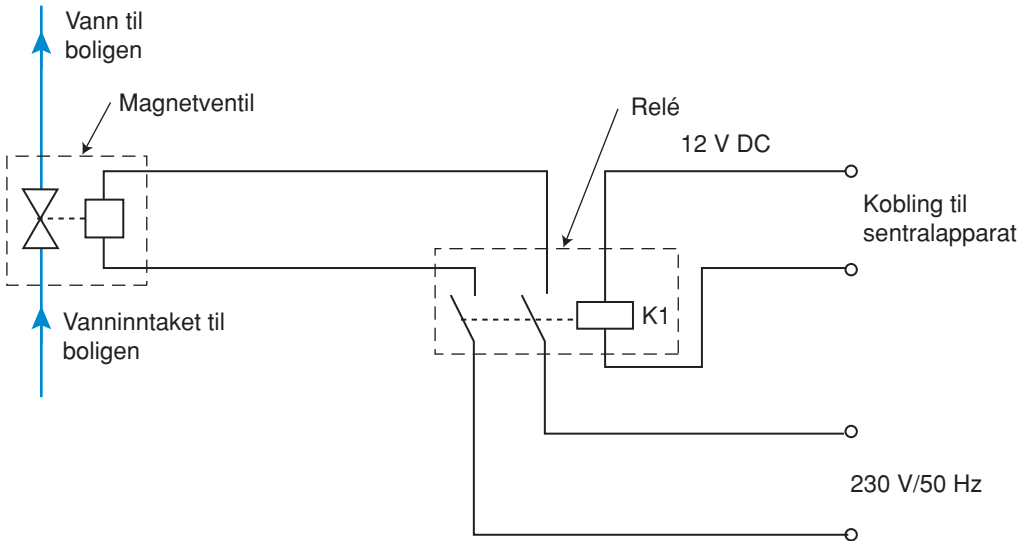 Vann til
boligen
Magnetventil
Relé
12 V DC
Kobling til
sentralapparat
K1
Vanninntaket til
boligen
230 V/50 Hz